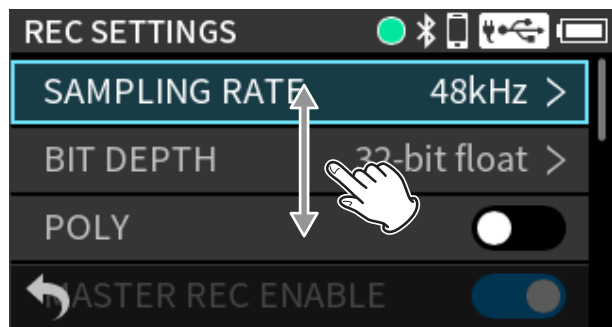 REC SETTINGS
SAMPLING RATE 48kHz >
BIT DEPTH 32-bit float >
POLY
MASTER REC ENABLE